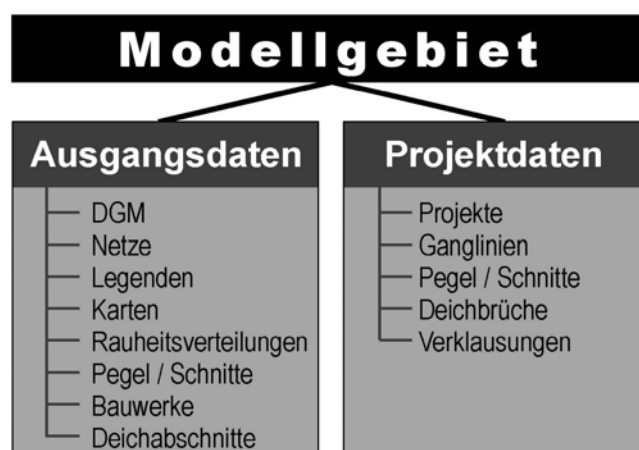 Modellgebiet
Ausgangsdaten
DGM
Netze
Legenden
Karten
Rauheitsverteilungen
Pegel / Schnitte
Bauwerke
Deichabschnitte
Projektdaten
Projekte
Ganglinien
Pegel / Schnitte
Deichbrüche
Verklausungen